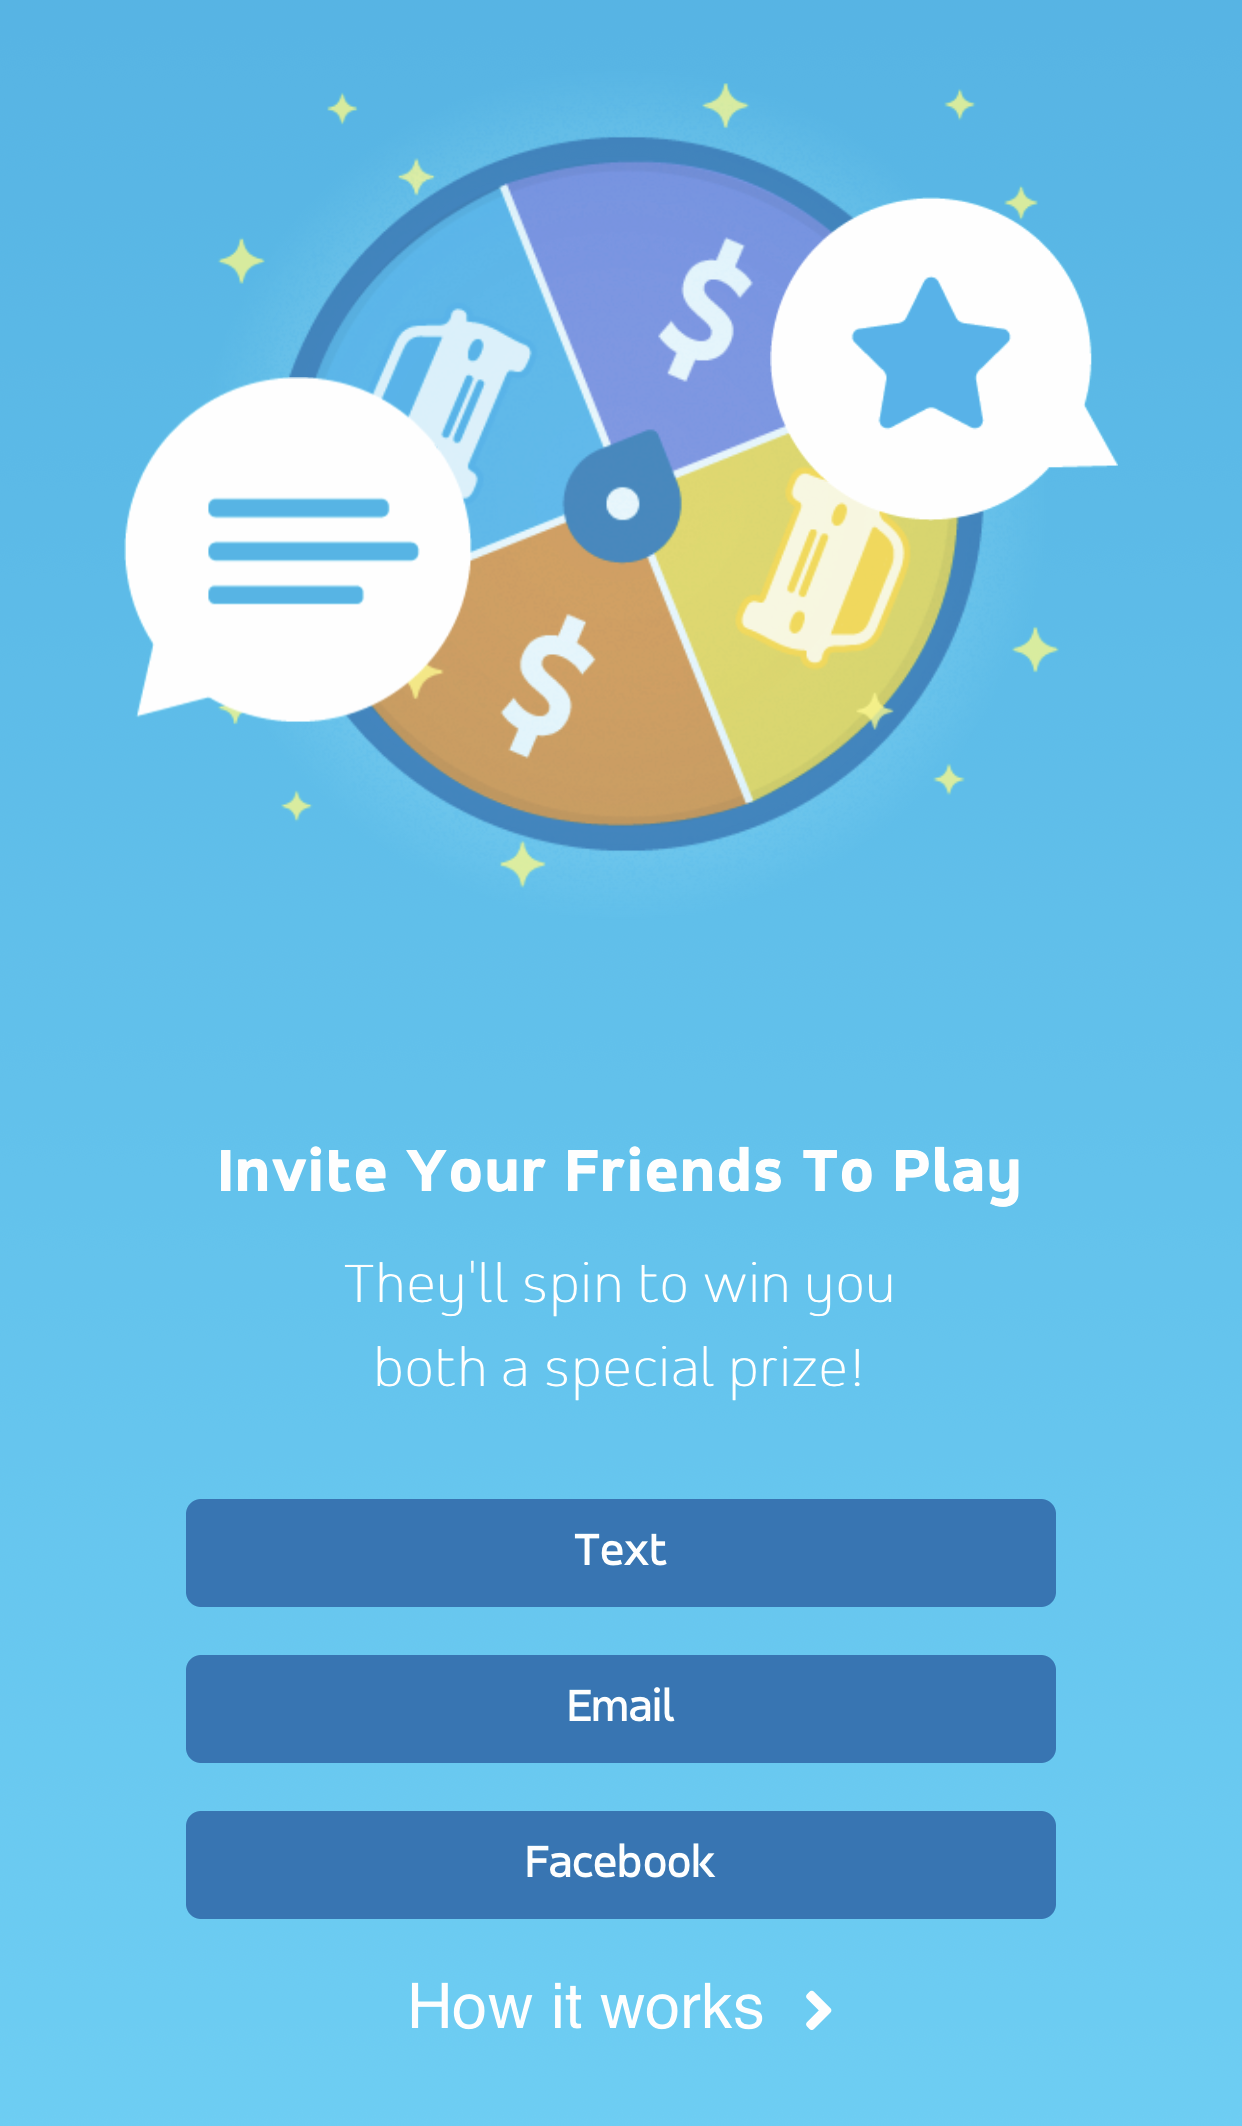 $
$
Invite Your Friends To Play
They'll spin to win you
both a special prize!
Text
Email
Facebook
How it works